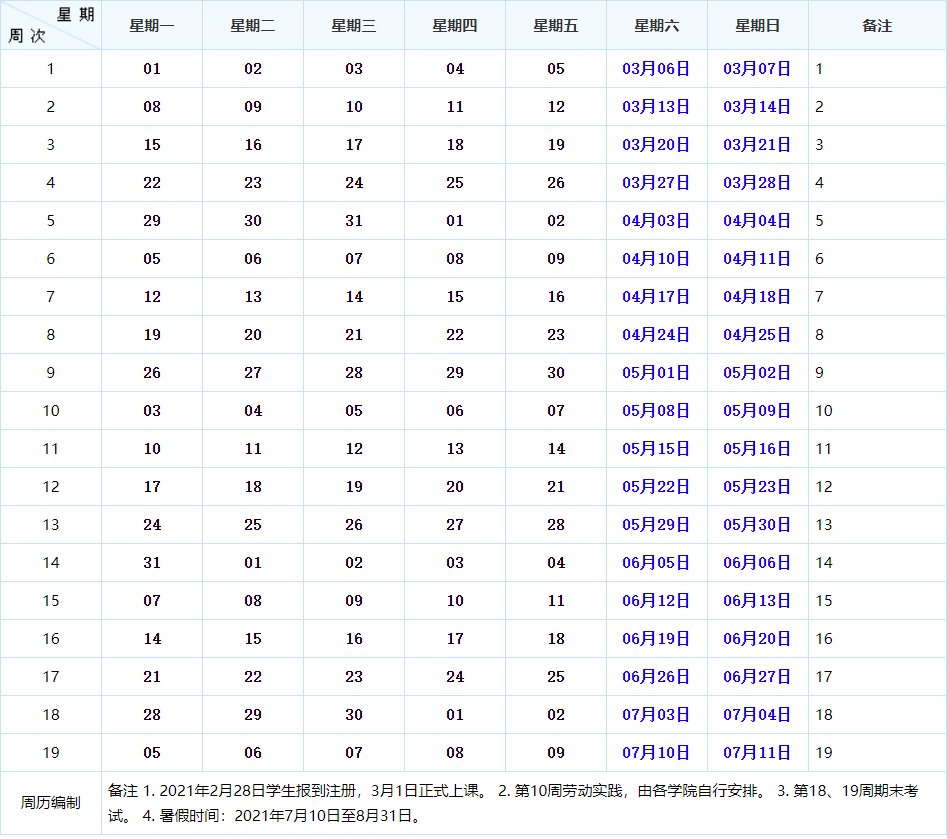 星 期 星期一 星期二 星期三 星期四 星期五 星期六 星期日 备注
周 次
1 01 02 03 04 05 03月06日 03月07日 1
2 08 09 10 11 12 03月13日 03月14日 2
3 15 16 17 18 19 03月20日 03月21日 3
4 22 23 24 25 26 03月27日 03月28日 4
5 29 30 31 01 02 04月03日 04月04日 5
6 05 06 07 08 09 04月10日 04月11日 6
7 12 13 14 15 16 04月17日 04月18日 7
8 19 20 21 22 23 04月24日 04月25日 8
9 26 27 28 29 30 05月01日 05月02日 9
10 03 04 05 06 07 05月08日 05月09日 10
11 10 11 12 13 14 05月15日 05月16日 11
12 17 18 19 20 21 05月22日 05月23日 12
13 24 25 26 27 28 05月29日 05月30日 13
14 31 01 02 03 04 06月05日 06月06日 14
15 07 08 09 10 11 06月12日 06月13日 15
16 14 15 16 17 18 06月19日 06月20日 16
17 21 22 23 24 25 06月26日 06月27日 17
18 28 29 30 01 02 07月03日 07月04日 18
19 05 06 07 08 09 07月10日 07月11日 19
周历编制 备注 1. 2021年2月28日学生报到注册，3月1日正式上课。 2. 第10周劳动实践，由各学院自行安排。 3. 第18、19周期末考
试。 4. 暑假时间：2021年7月10日至8月31日。